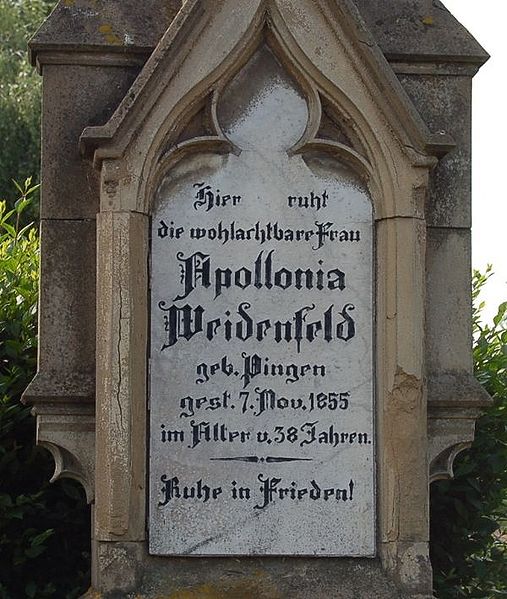 Hier ruht
die wohlachtbare Frau
Apollonia
Weidenfeld
geb. Pingen
gest. 7. Nov. 1855
im Alter v. 38 Jahren.
Ruhe in Frieden!